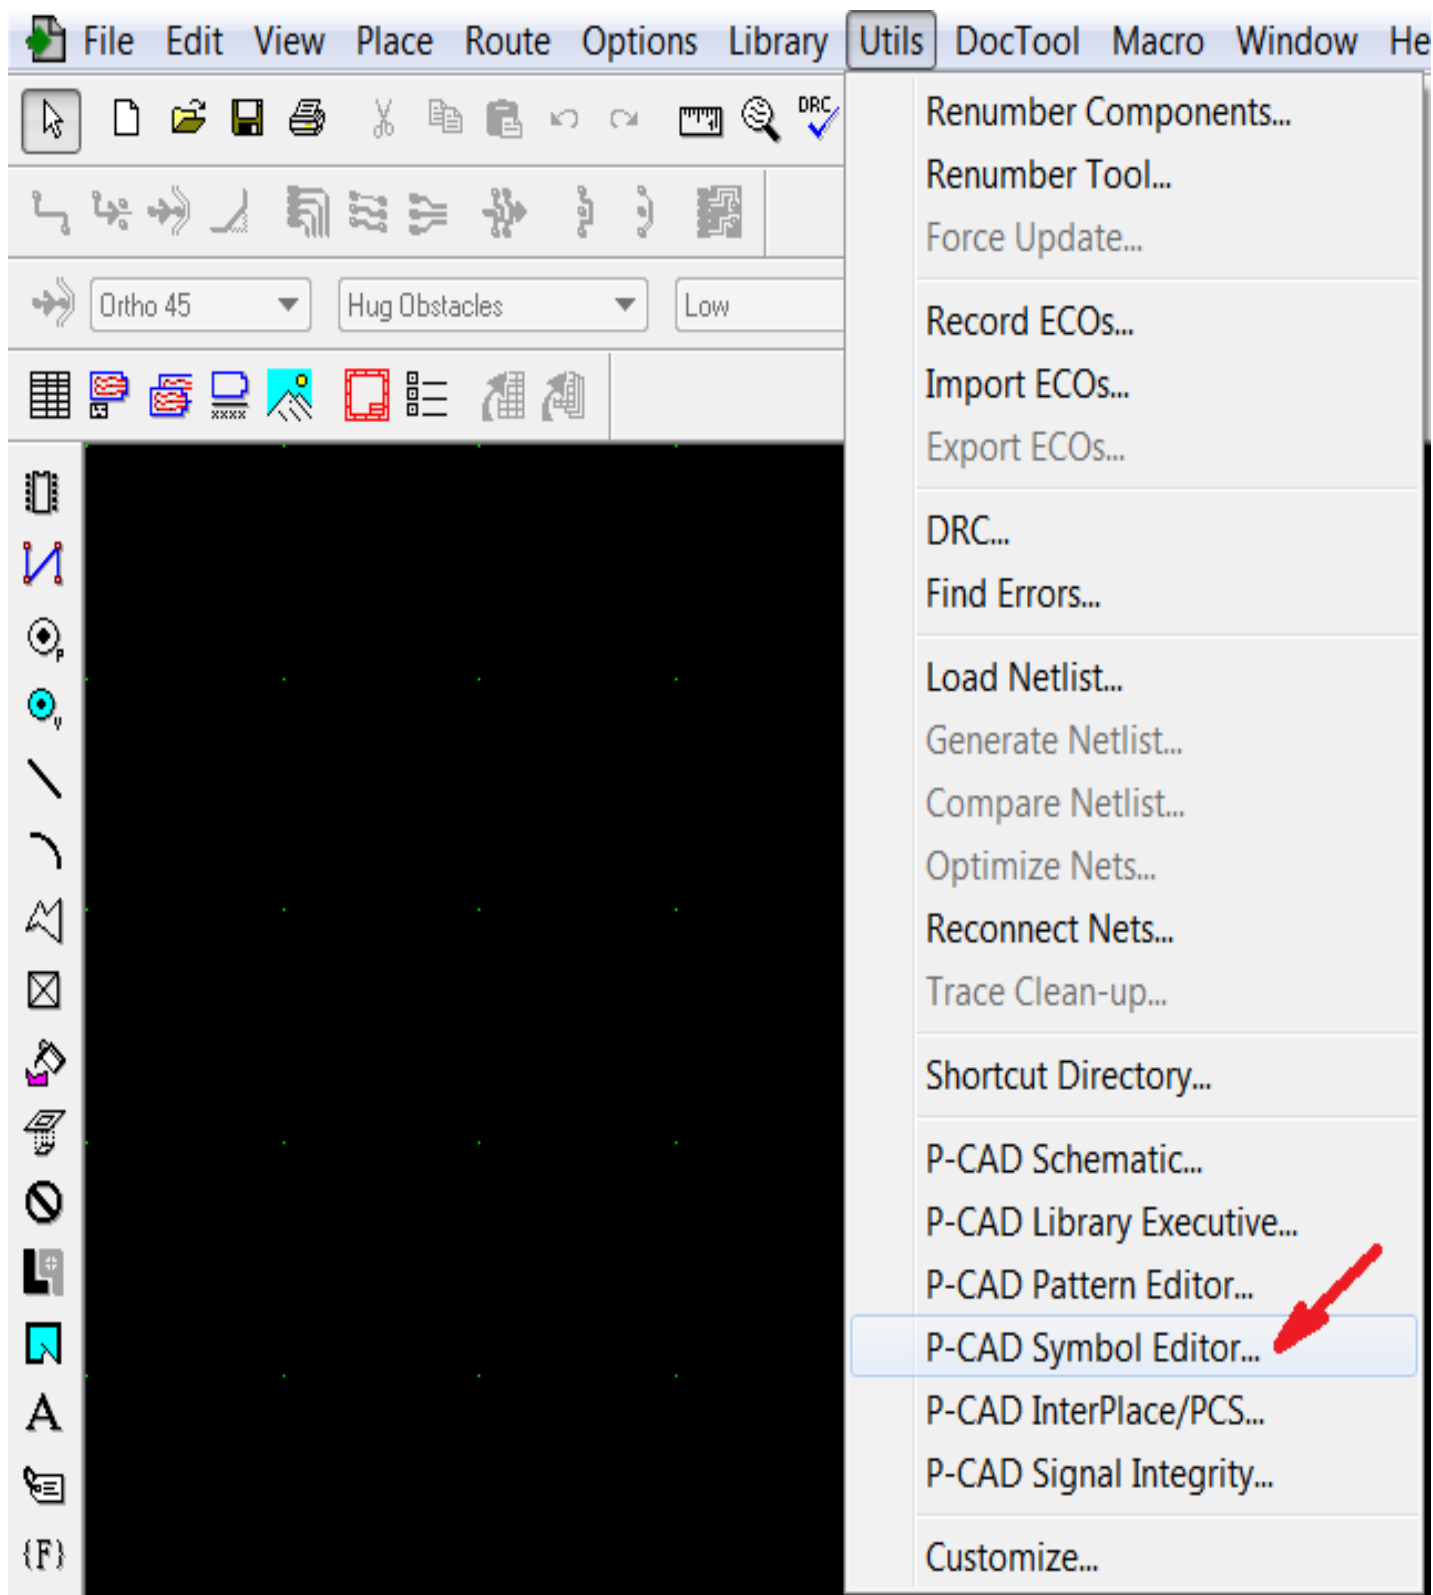 File Edit View Place Route Options Library Utils DocTool Macro Window He
DRC
Ortho 45 Hug Obstacles Low
xxxx
P
V
A
{F}
Renumber Components...
Renumber Tool...
Force Update...
Record ECOs...
Import ECOs...
Export ECOs...
DRC...
Find Errors...
Load Netlist...
Generate Netlist...
Compare Netlist...
Optimize Nets...
Reconnect Nets...
Trace Clean-up...
Shortcut Directory...
P-CAD Schematic...
P-CAD Library Executive...
P-CAD Pattern Editor...
P-CAD Symbol Editor...
P-CAD InterPlace/PCS...
P-CAD Signal Integrity...
Customize...